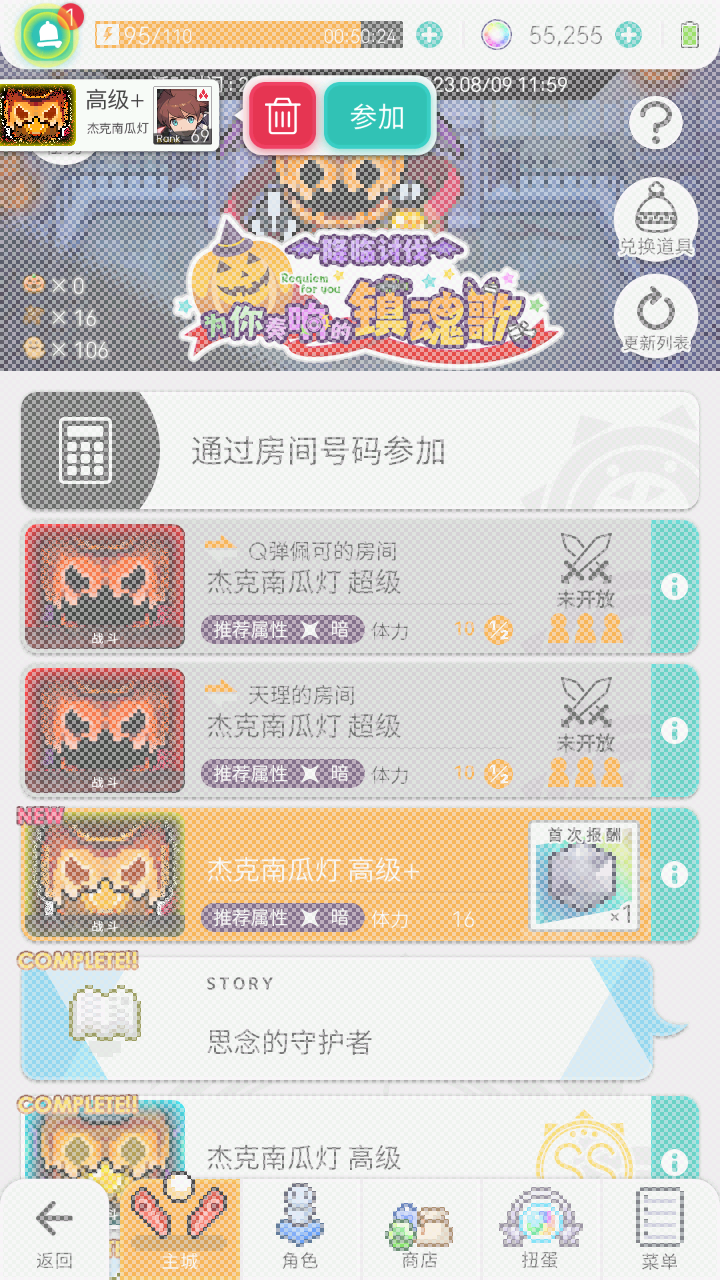 1
95/110
00:50:24
55,255
23.08/09 11:59
高级+
杰克南瓜灯
Rank 69
参加
降临讨伐
Requiem for you
为你奏响的镇魂歌
兑换道具
更新列表
×0
×16
×106
通过房间号码参加
Q弹佩可的房间
杰克南瓜灯 超级
未开放
战斗
推荐属性 暗 体力 10 1/2
天理的房间
杰克南瓜灯 超级
未开放
战斗
推荐属性 暗 体力 10 1/2
NEW
首次报酬
杰克南瓜灯 高级+
战斗
推荐属性 暗 体力 16
×1
COMPLETE!!
STORY
思念的守护者
COMPLETE!!
杰克南瓜灯 高级
SS
返回
主城
角色
商店
扭蛋
菜单